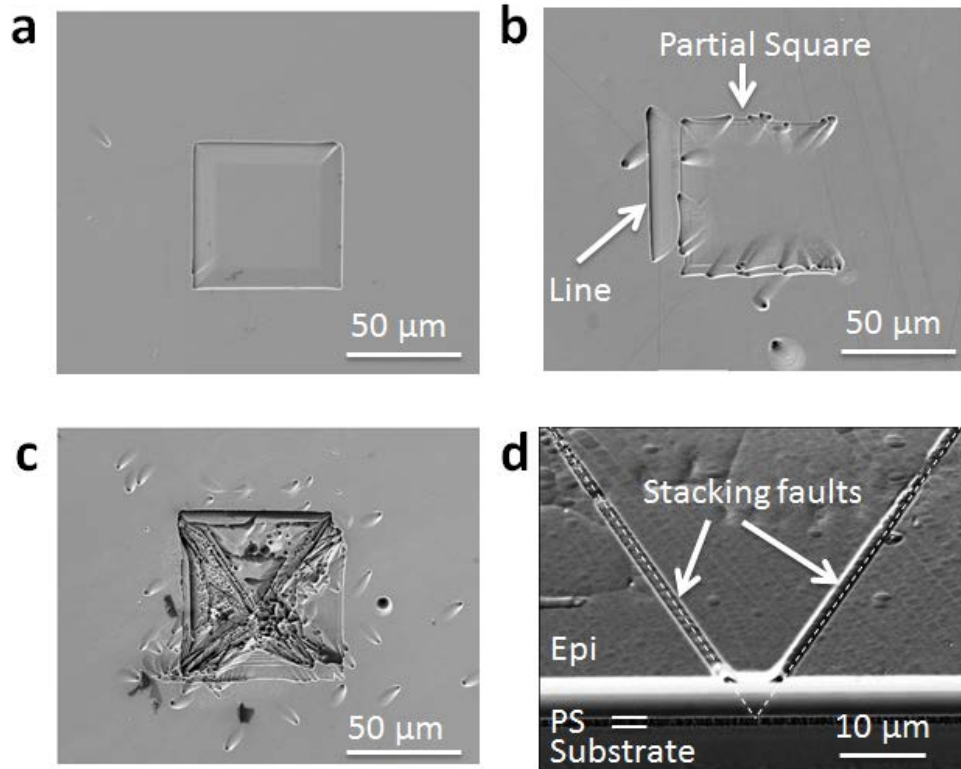 a
50 µm
b
Partial Square
Line
50 µm
c
50 µm
d
Stacking faults
Epi
PS
Substrate
10 µm